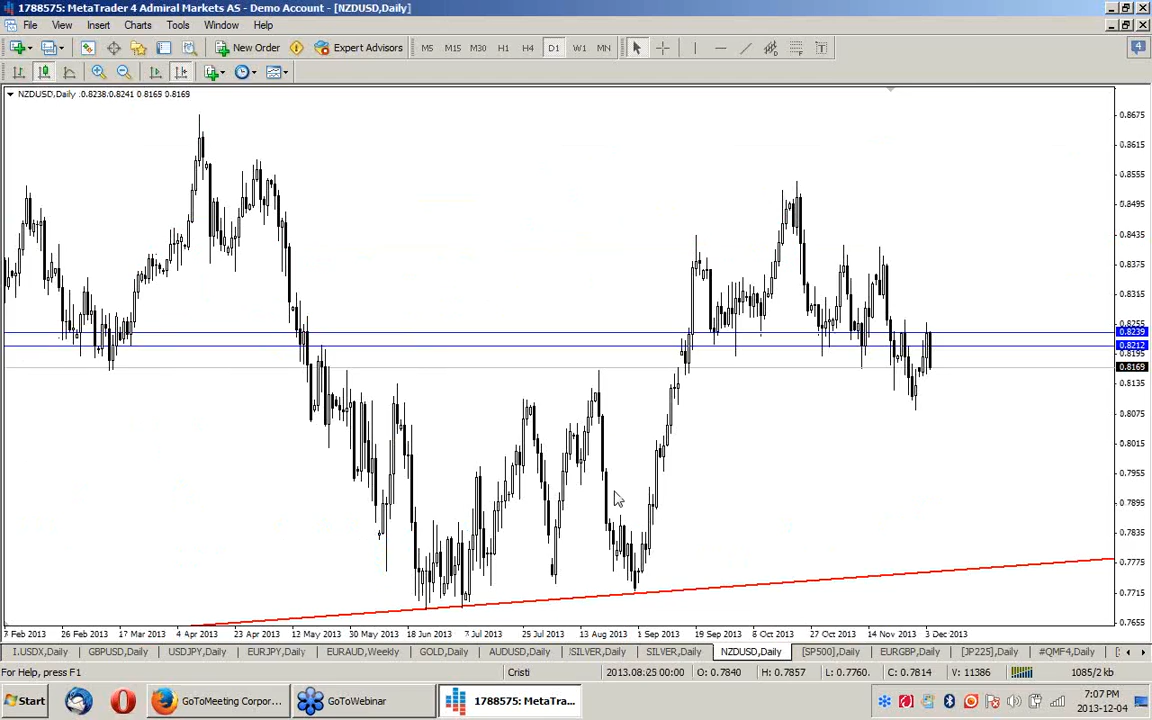 1788575: MetaTrader 4 Admiral Markets AS - Demo Account - [NZDUSD,Daily]
File View Insert Charts Tools Window Help
New Order Expert Advisors M5 M15 M30 H1 H4 D1 W1 MN T 4
NZDUSD,Daily .0.8238.0.8241 0.8165 0.8169
0.8675
0.8615
0.8555
0.8495
0.8435
0.8375
0.8315
0.8255
0.8239
0.8212
0.8195
0.8169
0.8135
0.8075
0.8015
0.7955
0.7895
0.7835
0.7775
0.7715
0.7655
7 Feb 2013 26 Feb 2013 17 Mar 2013 4 Apr 2013 23 Apr 2013 12 May 2013 30 May 2013 18 Jun 2013 7 Jul 2013 25 Jul 2013 13 Aug 2013 1 Sep 2013 19 Sep 2013 8 Oct 2013 27 Oct 2013 14 Nov 2013 3 Dec 2013
I.USDX,Daily GBPUSD,Daily USDJPY,Daily EURJPY,Daily EURAUD,Weekly GOLD,Daily AUDUSD,Daily !SILVER,Daily SILVER,Daily NZDUSD,Daily [SP500],Daily EURGBP,Daily [JP225],Daily #QMF4,Daily
For Help, press F1 Cristi 2013.08.25 00:00 O: 0.7840 H: 0.7857 L: 0.7760. C: 0.7814 V: 11386 1085/2 kb
Start GoToMeeting Corpor... GoToWebinar 1788575: MetaTra... 7:07 PM
2013-12-04